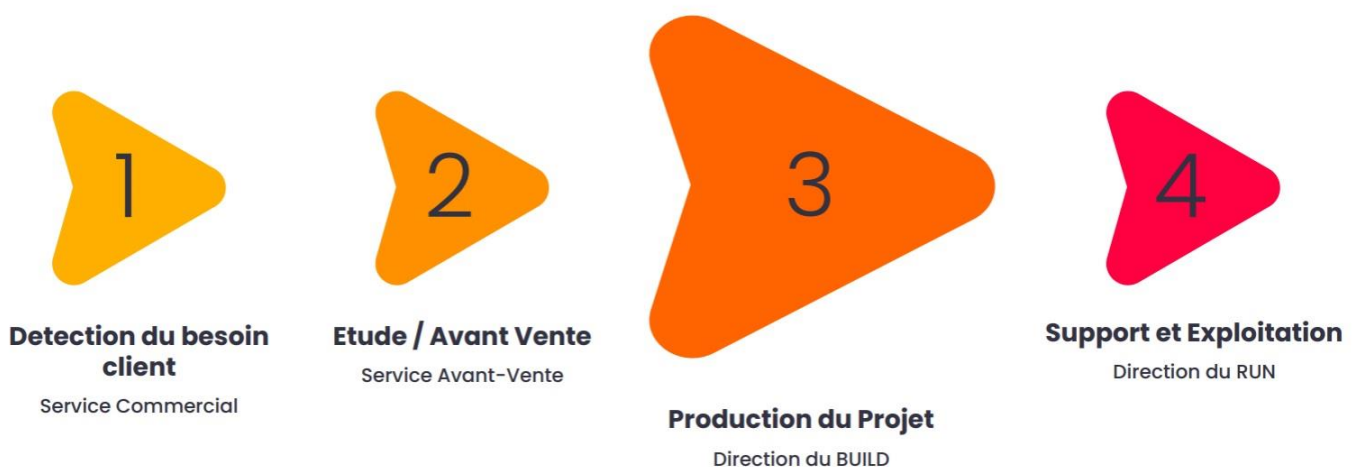 1
Detection du besoin
client
Service Commercial
2
Etude / Avant Vente
Service Avant-Vente
3
Production du Projet
Direction du BUILD
4
Support et Exploitation
Direction du RUN